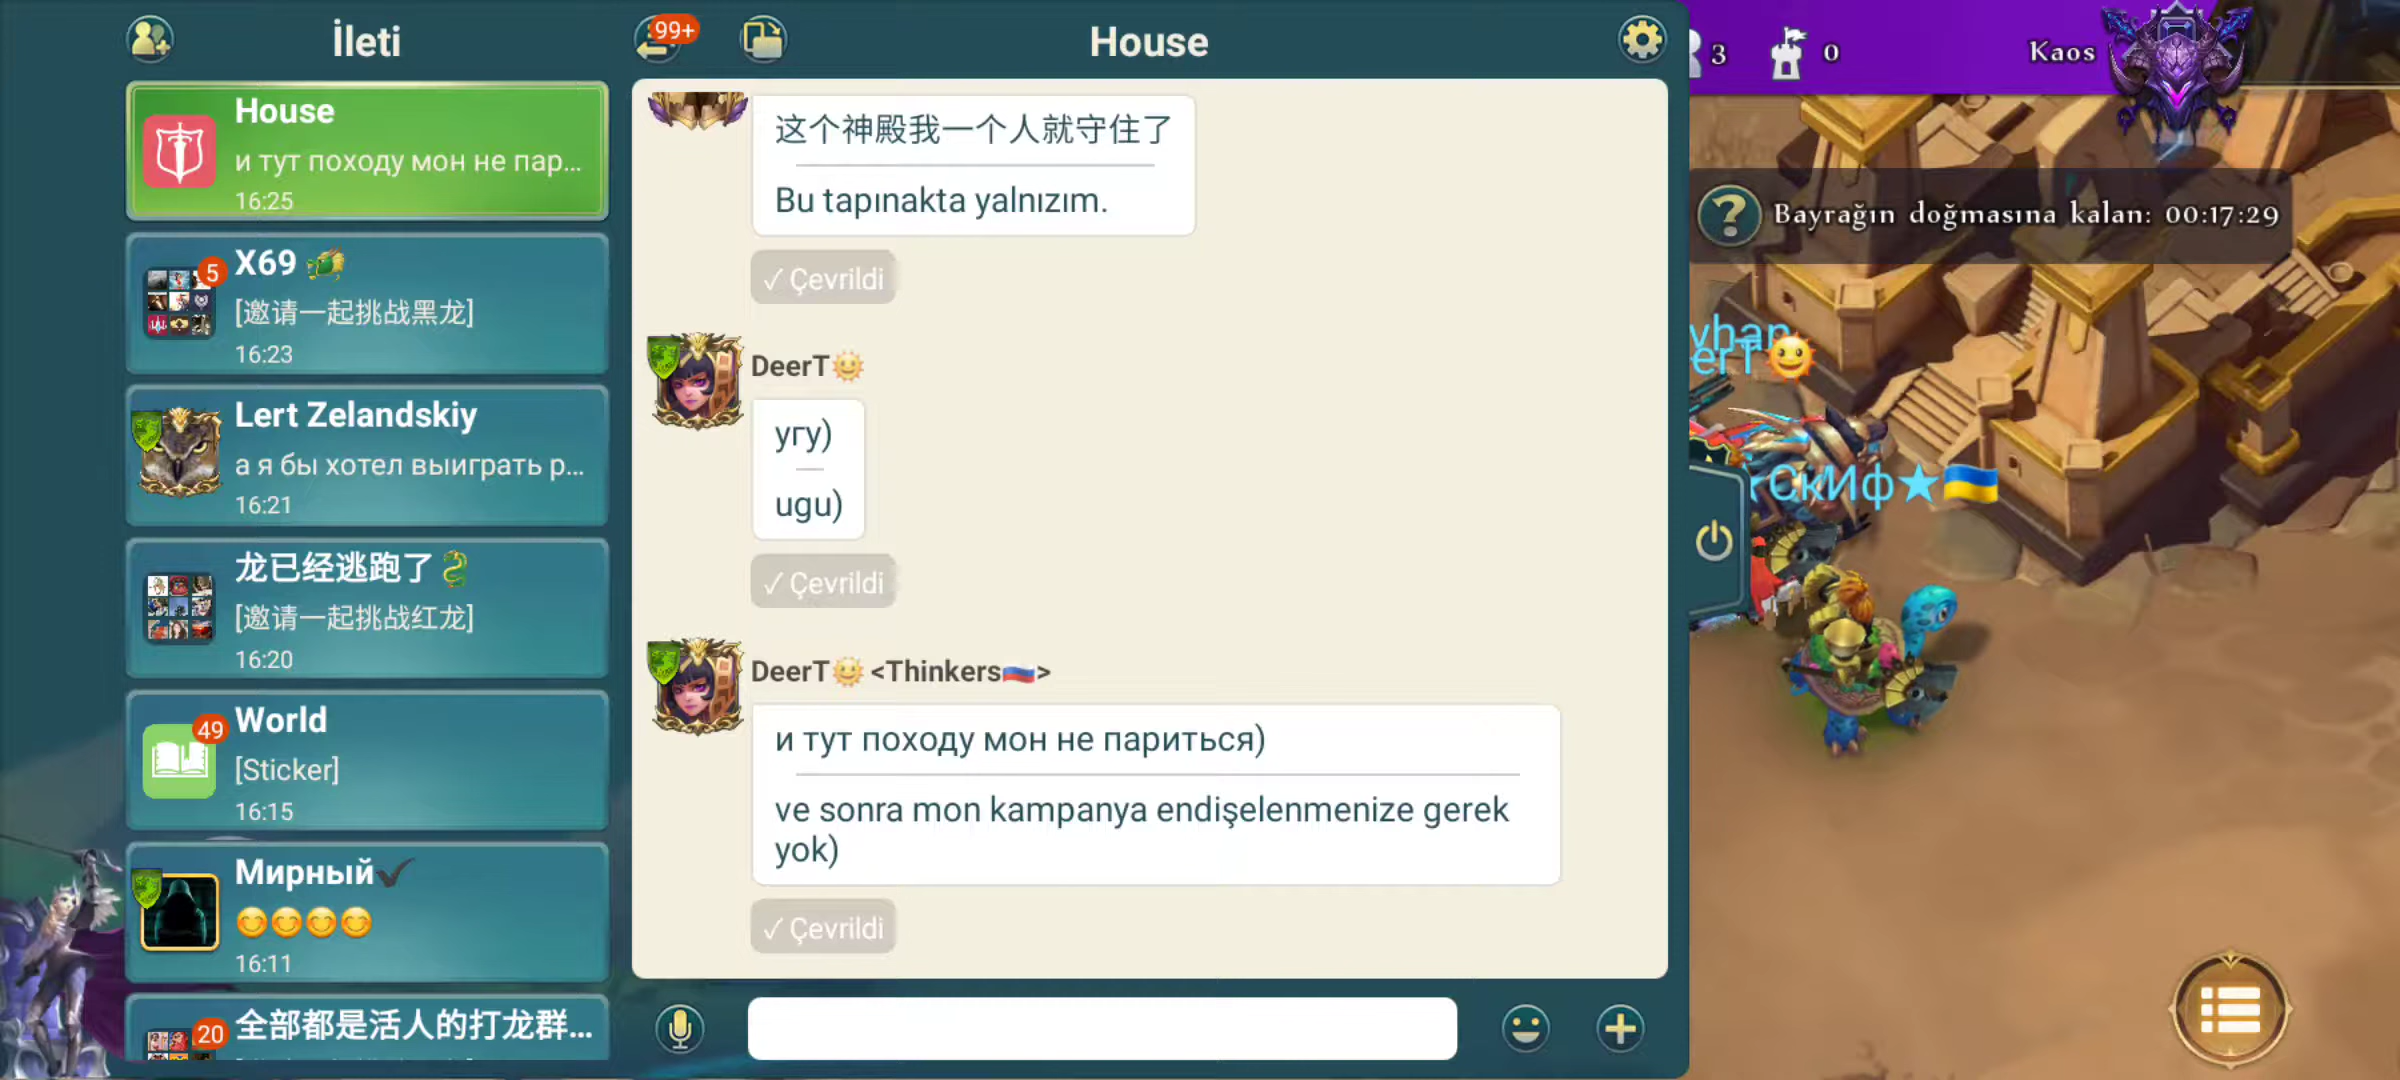 İleti
House
и тут походу мон не пар...
16:25
5
X69
[邀请一起挑战黑龙]
16:23
Lert Zelandskiy
а я бы хотел выиграть р...
16:21
龙已经逃跑了
[邀请一起挑战红龙]
16:20
49
World
[Sticker]
16:15
Мирный✓
😊😊😊😊
16:11
20
全部都是活人的打龙群...
99+
House
这个神殿我一个人就守住了
Bu tapınakta yalnızım.
✓ Çevrildi
DeerT🌞
угу)
ugu)
✓ Çevrildi
DeerT🌞 <Thinkers🇷🇺>
и тут походу мон не париться)
ve sonra mon kampanya endişelenmenize gerek
yok)
✓ Çevrildi
3
0
Kaos
?
Bayrağın doğmasına kalan: 00:17:29
erT🌞
СкИф★🇺🇦